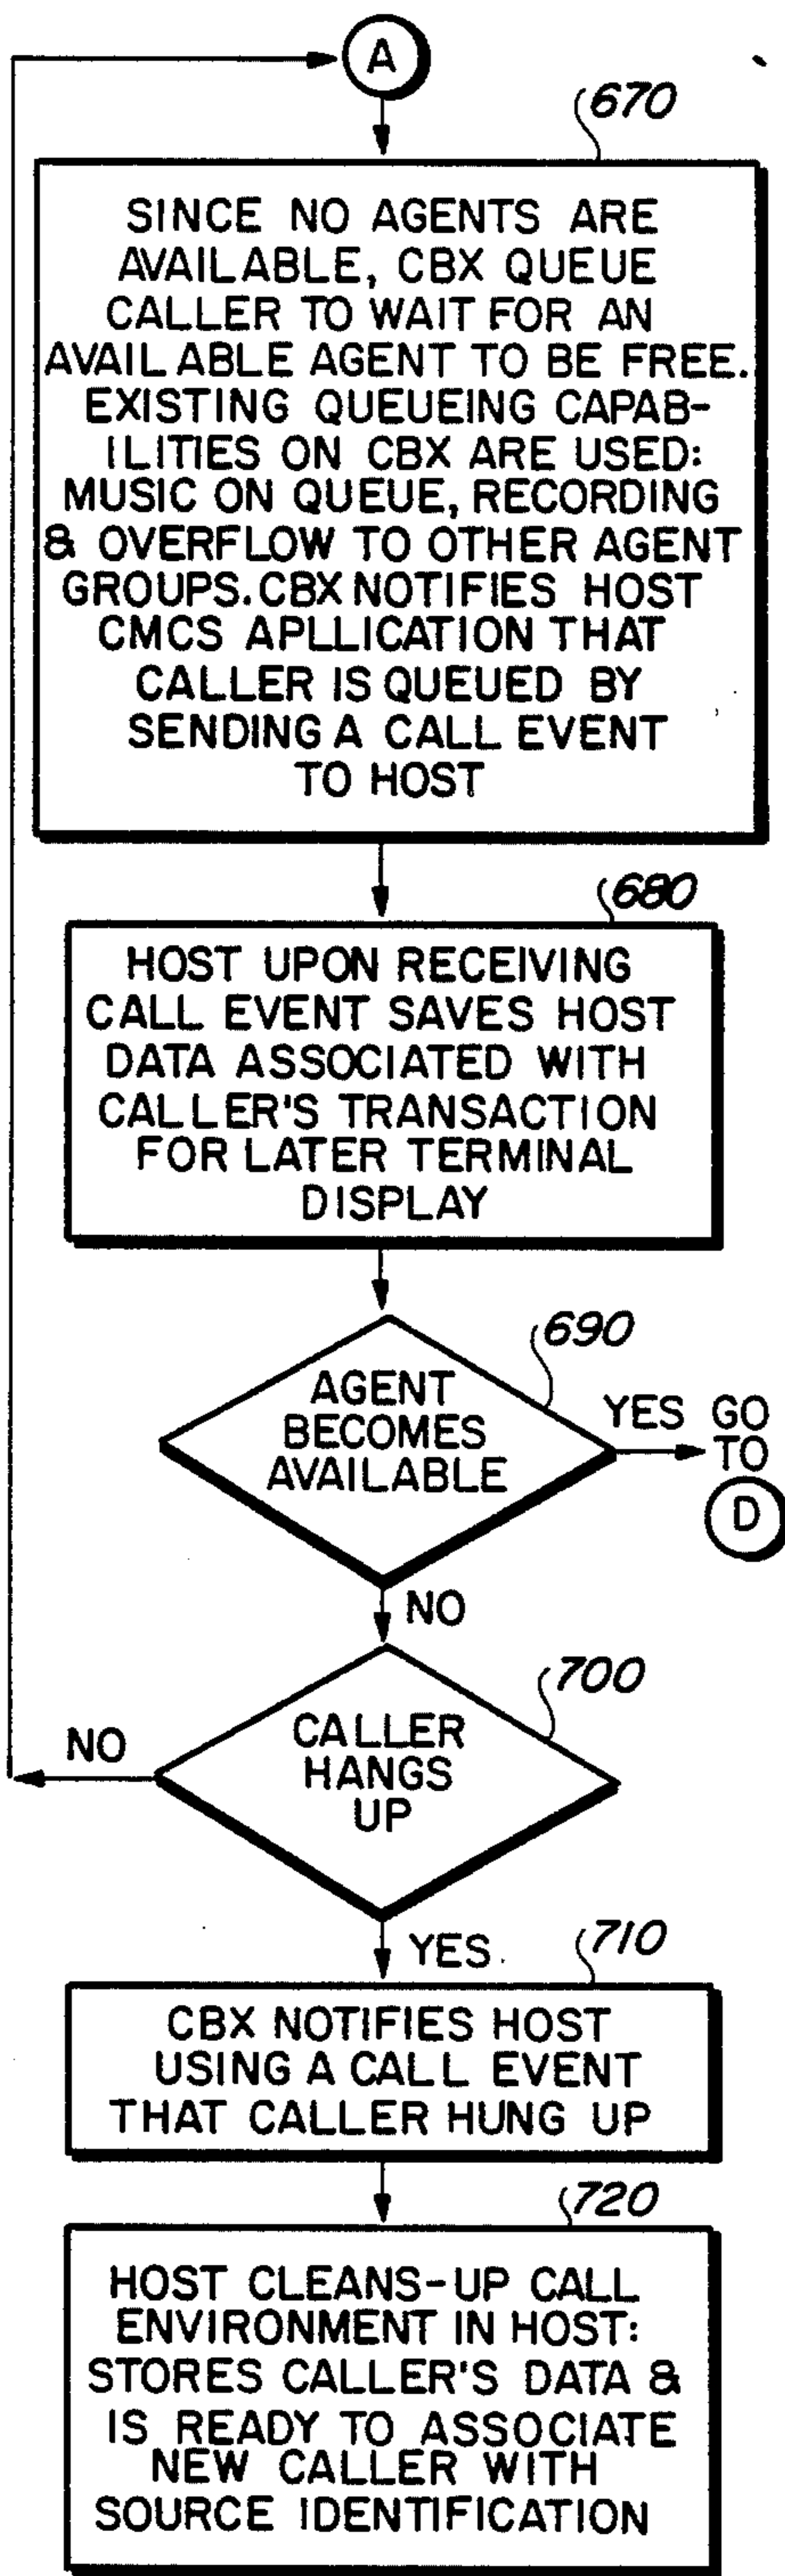 A
670
SINCE NO AGENTS ARE
AVAILABLE, CBX QUEUE
CALLER TO WAIT FOR AN
AVAILABLE AGENT TO BE FREE.
EXISTING QUEUEING CAPAB-
ILITIES ON CBX ARE USED:
MUSIC ON QUEUE, RECORDING
& OVERFLOW TO OTHER AGENT
GROUPS. CBX NOTIFIES HOST
CMCS APLLICATION THAT
CALLER IS QUEUED BY
SENDING A CALL EVENT
TO HOST
680
HOST UPON RECEIVING
CALL EVENT SAVES HOST
DATA ASSOCIATED WITH
CALLER'S TRANSACTION
FOR LATER TERMINAL
DISPLAY
690
AGENT
BECOMES
AVAILABLE
YES GO
TO
D
NO
700
CALLER
HANGS
UP
NO
YES
710
CBX NOTIFIES HOST
USING A CALL EVENT
THAT CALLER HUNG UP
720
HOST CLEANS-UP CALL
ENVIRONMENT IN HOST:
STORES CALLER'S DATA &
IS READY TO ASSOCIATE
NEW CALLER WITH
SOURCE IDENTIFICATION